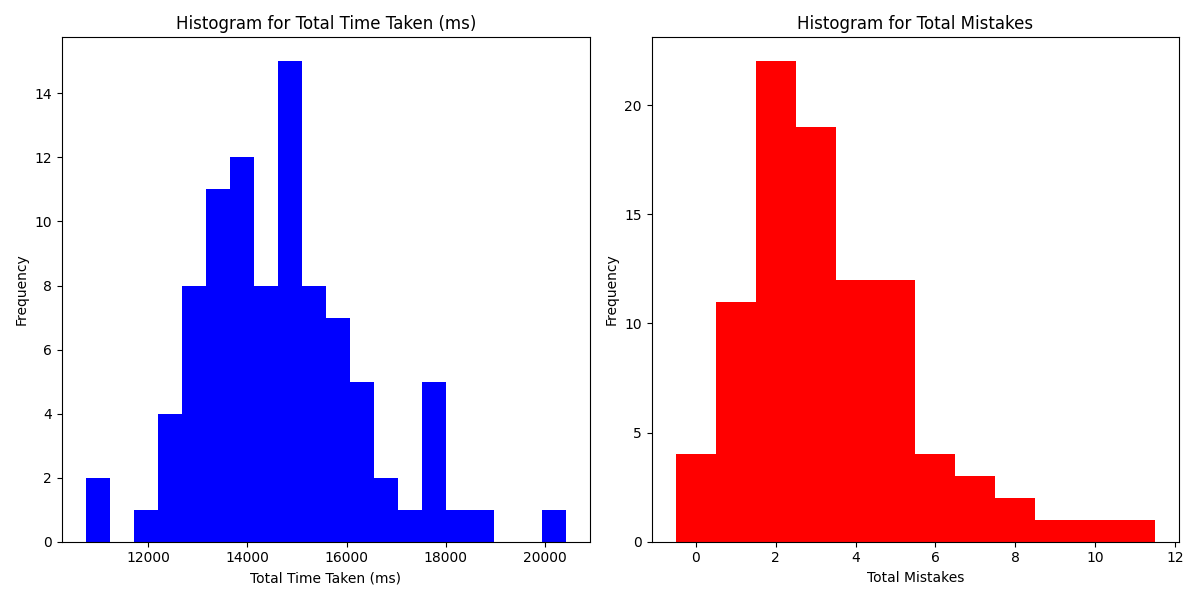 Histogram for Total Time Taken (ms)
Frequency
14
12
10
8
6
4
2
0
12000 14000 16000 18000 20000
Total Time Taken (ms)
Histogram for Total Mistakes
Frequency
20
15
10
5
0
0 2 4 6 8 10 12
Total Mistakes